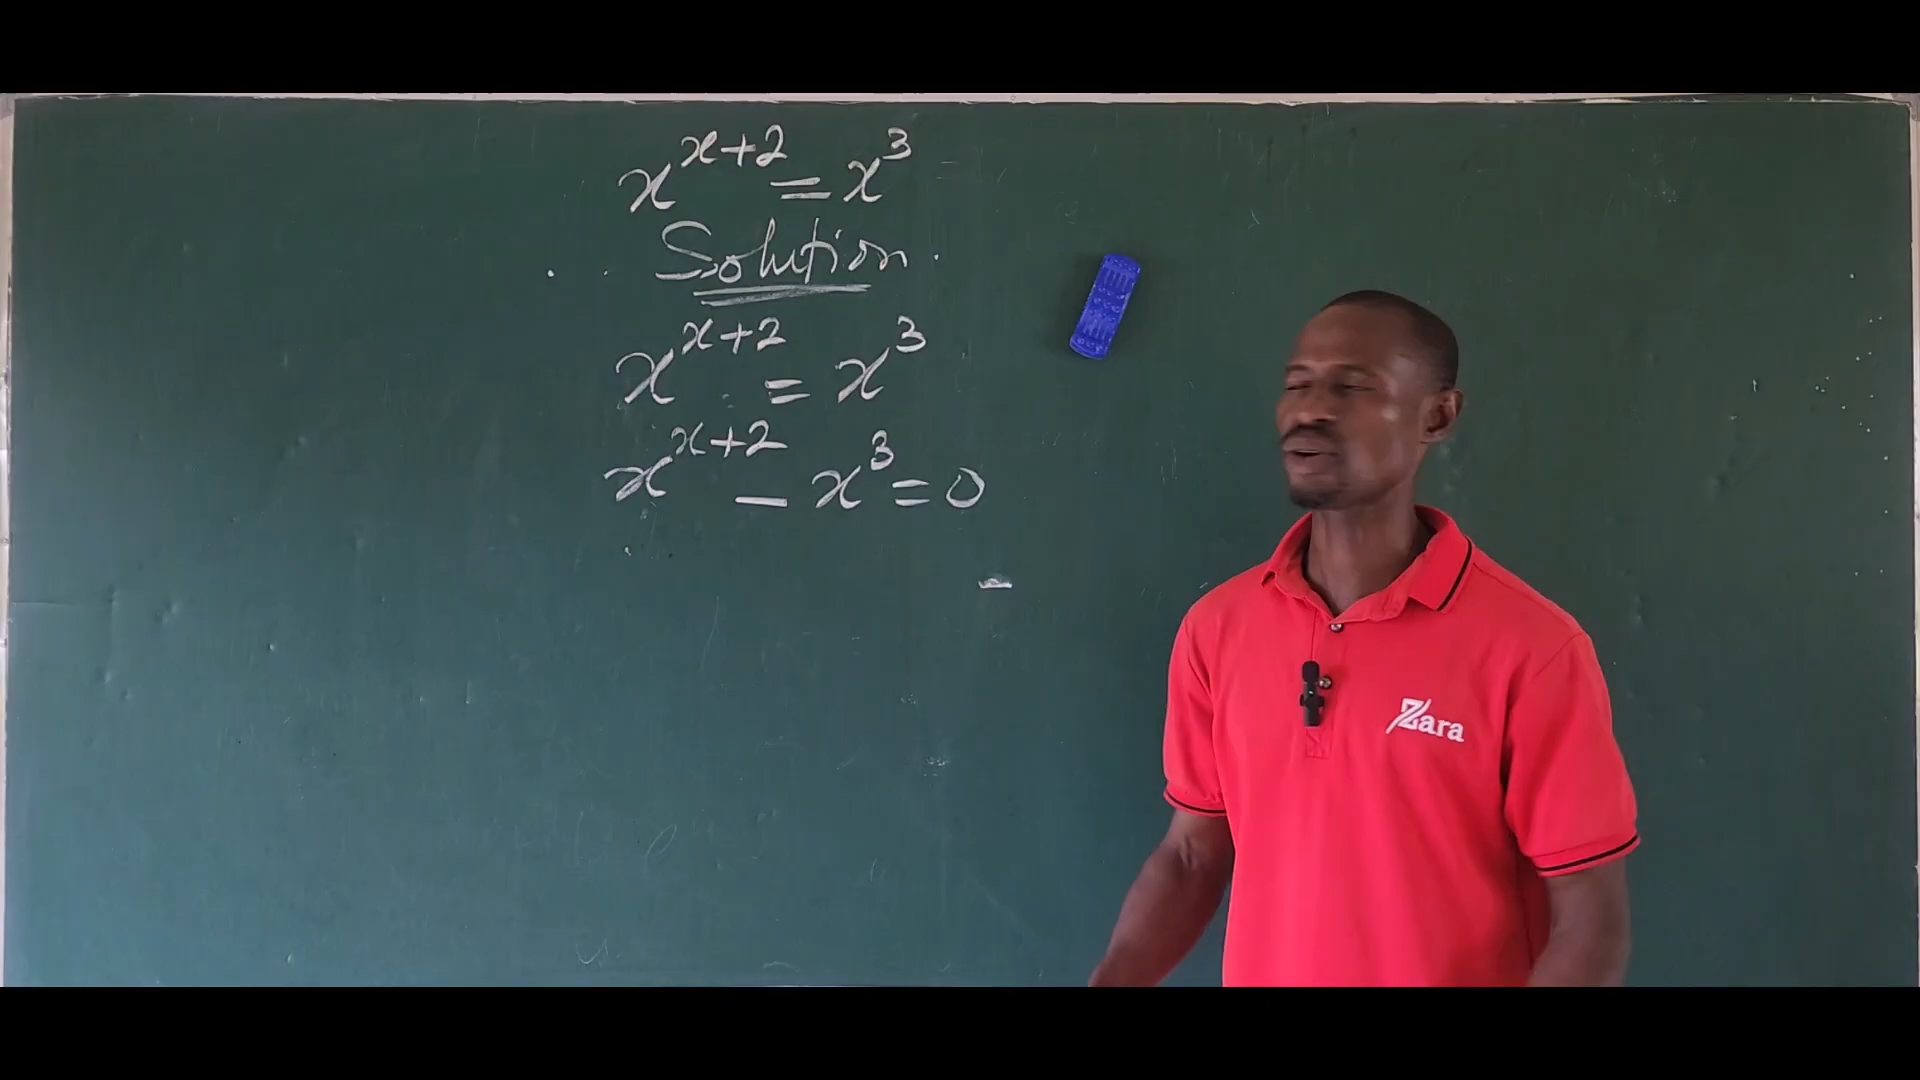 x^{x+2} = x^3
Solution
x^{x+2} = x^3
x^{x+2} - x^3 = 0
Zara